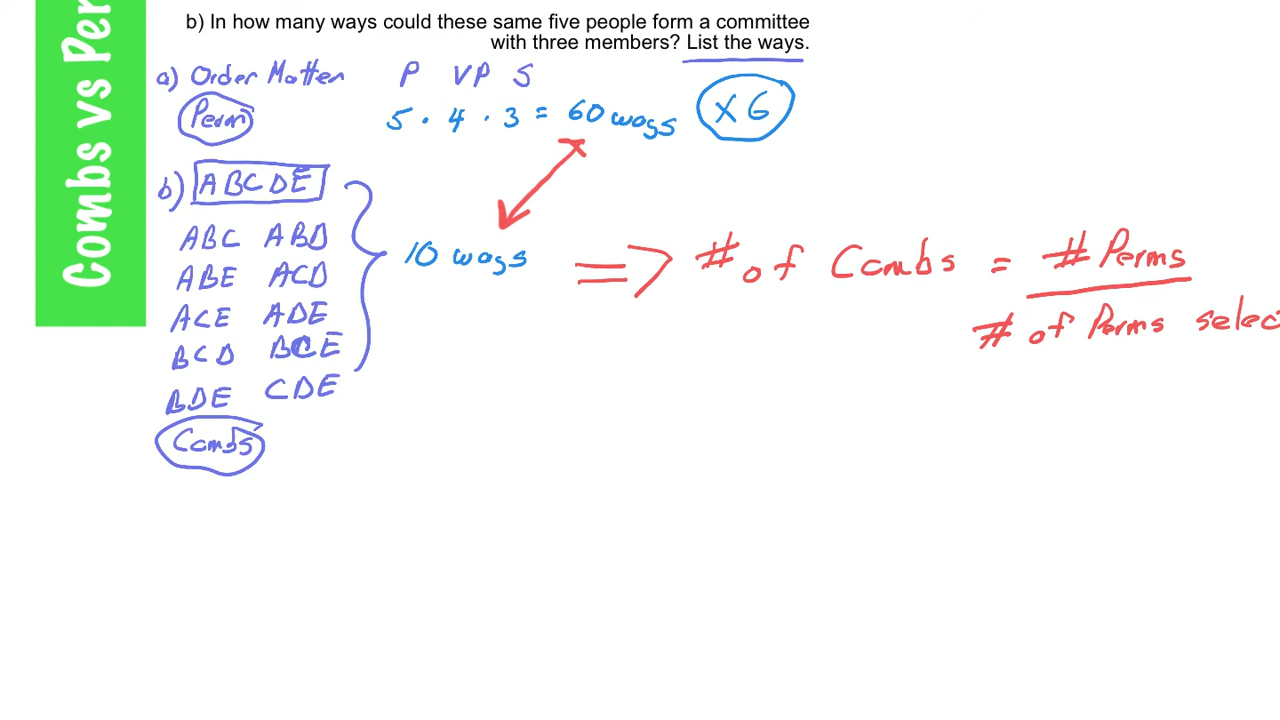 Combs vs Per
b) In how many ways could these same five people form a committee
with three members? List the ways.
a) Order Matters P VP S
Perm 5 · 4 · 3 = 60 ways x 6
b) ABCDE
ABC ABD
ABE ACD
ACE ADE
BCD BCE
BDE CDE
Combs
10 ways => # of Combs = # Perms
# of Perms selec